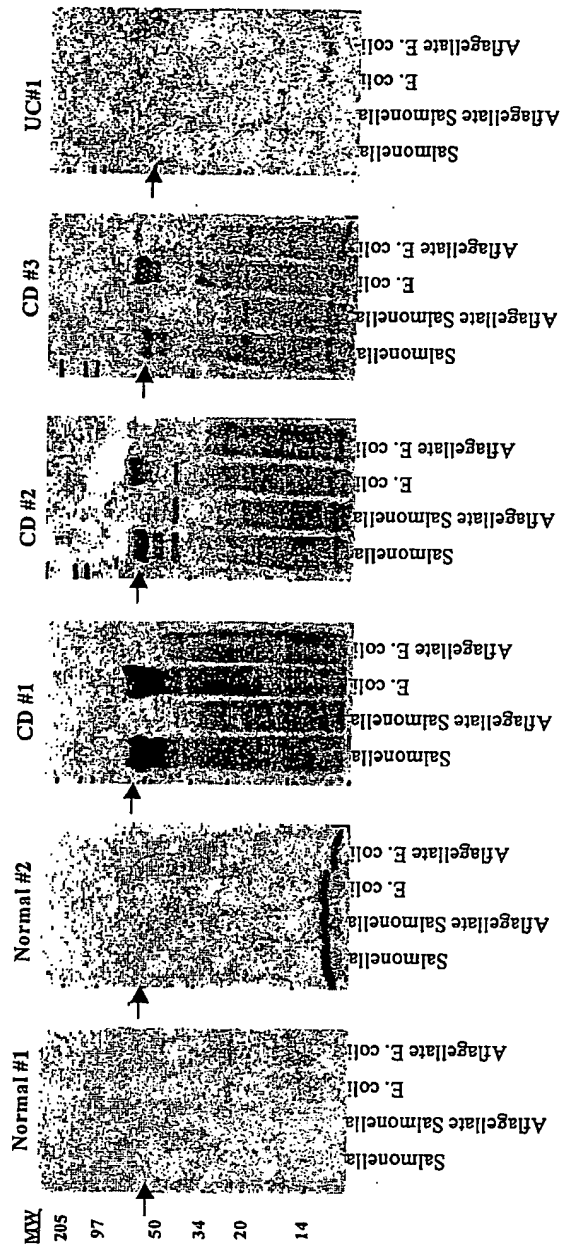 MW
205
97
50
34
20
14
Normal #1
Salmonella
Aflagellate Salmonella
E. coli
Aflagellate E. coli
Normal #2
Salmonella
Aflagellate Salmonella
E. coli
Aflagellate E. coli
CD #1
Salmonella
Aflagellate Salmonella
E. coli
Aflagellate E. coli
CD #2
Salmonella
Aflagellate Salmonella
E. coli
Aflagellate E. coli
CD #3
Salmonella
Aflagellate Salmonella
E. coli
Aflagellate E. coli
UC#1
Salmonella
Aflagellate Salmonella
E. coli
Aflagellate E. coli